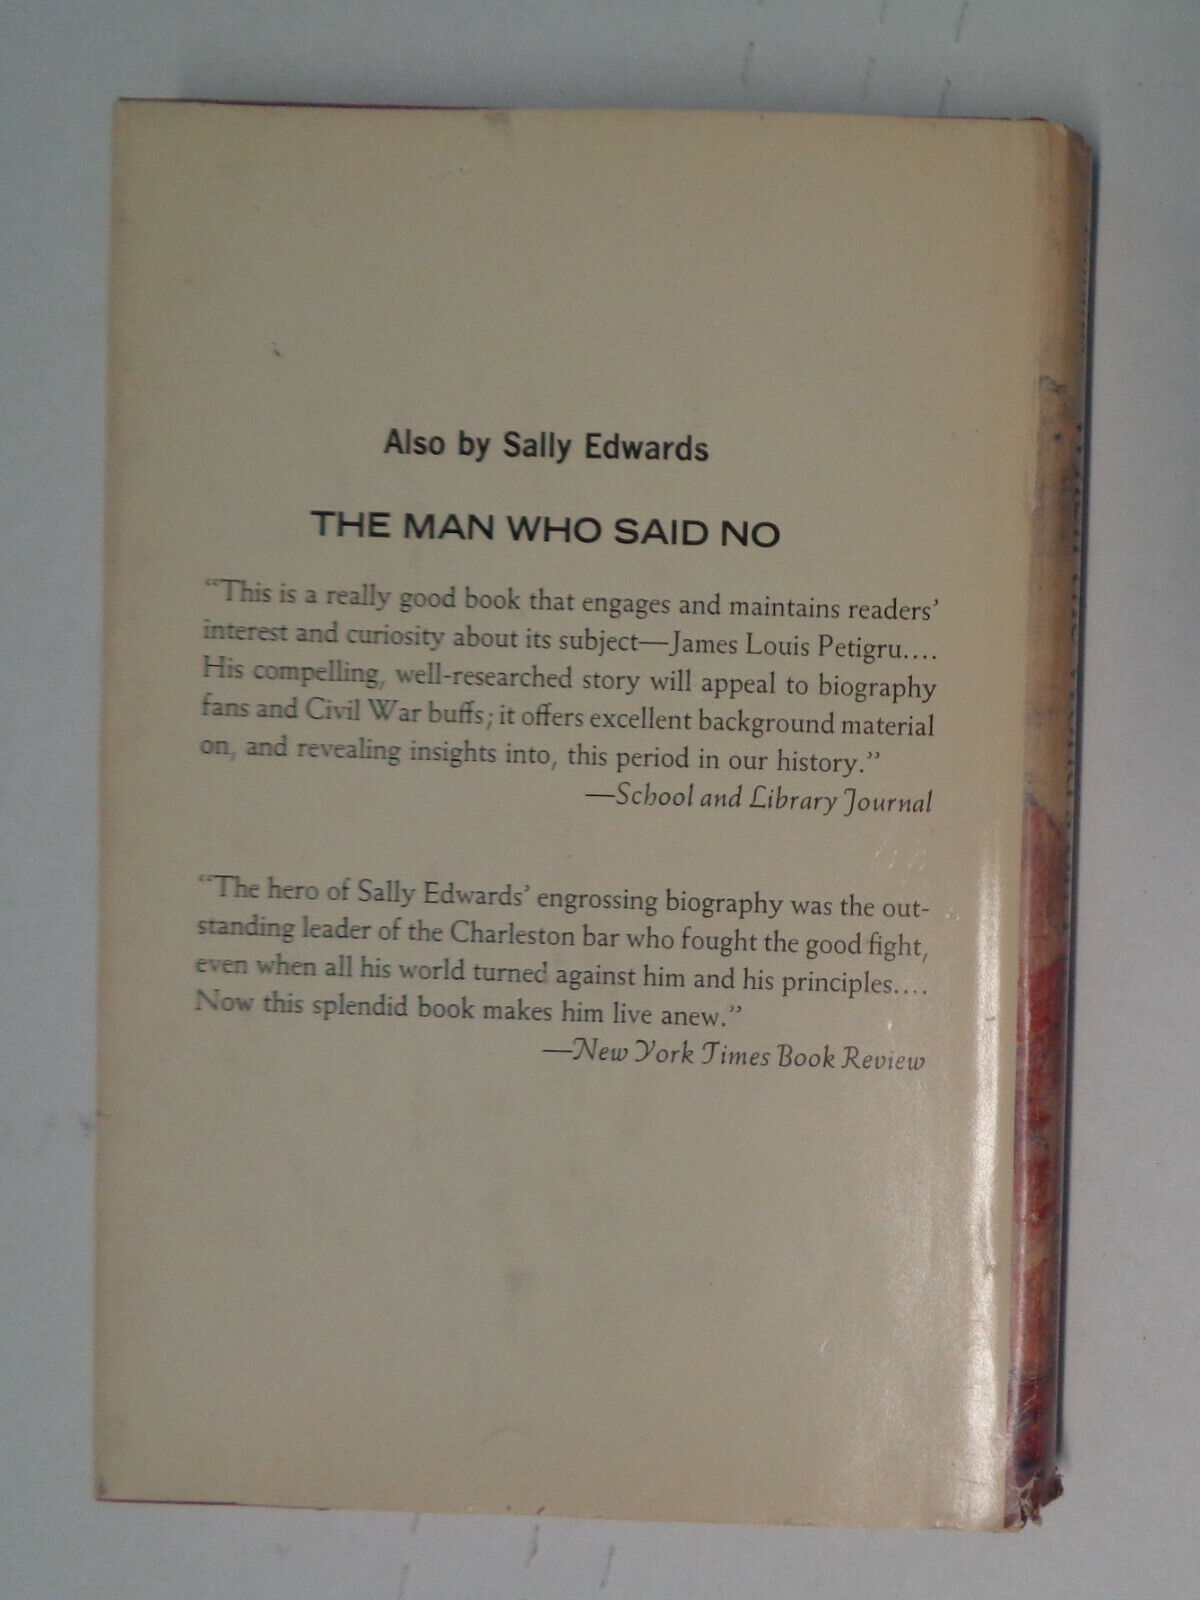 Also by Sally Edwards
THE MAN WHO SAID NO
“This is a really good book that engages and maintains readers’
interest and curiosity about its subject—James Louis Petigru....
His compelling, well-researched story will appeal to biography
fans and Civil War buffs; it offers excellent background material
on, and revealing insights into, this period in our history.”
—School and Library Journal
“The hero of Sally Edwards’ engrossing biography was the out-
standing leader of the Charleston bar who fought the good fight,
even when all his world turned against him and his principles....
Now this splendid book makes him live anew.”
—New York Times Book Review